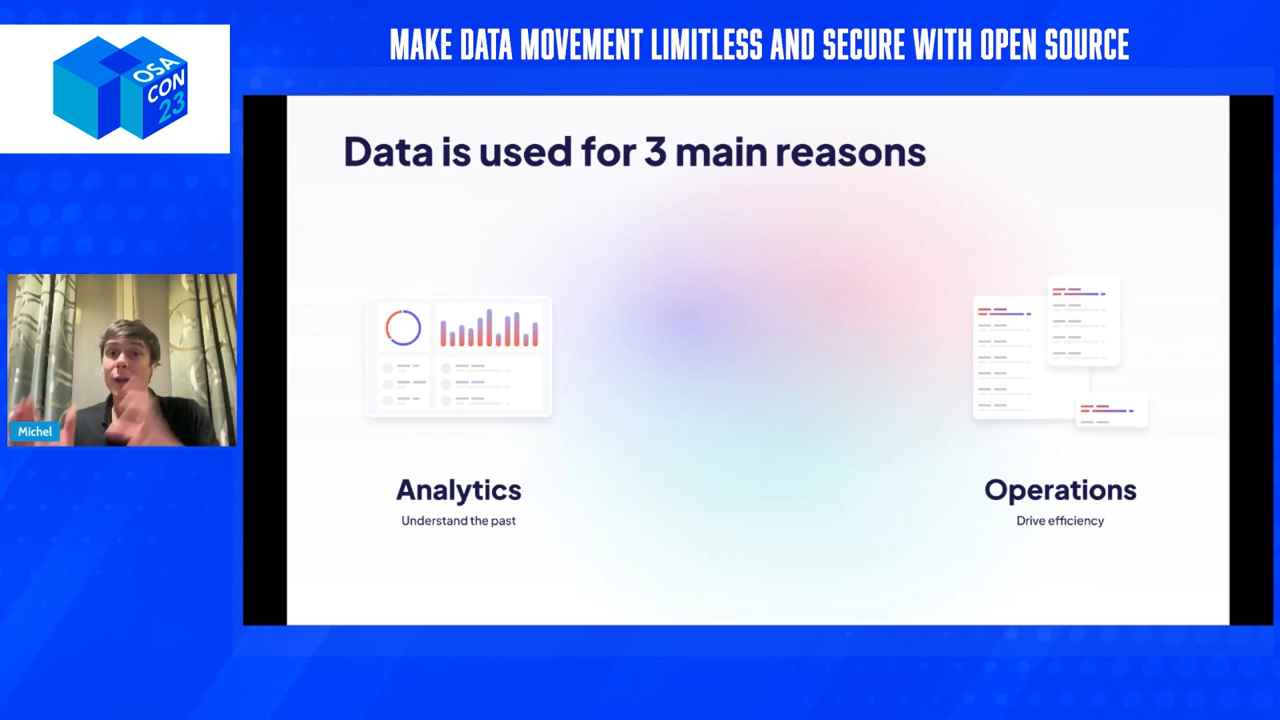 MAKE DATA MOVEMENT LIMITLESS AND SECURE WITH OPEN SOURCE
OSA
CON
23
Data is used for 3 main reasons
Michel
Analytics
Understand the past
Operations
Drive efficiency